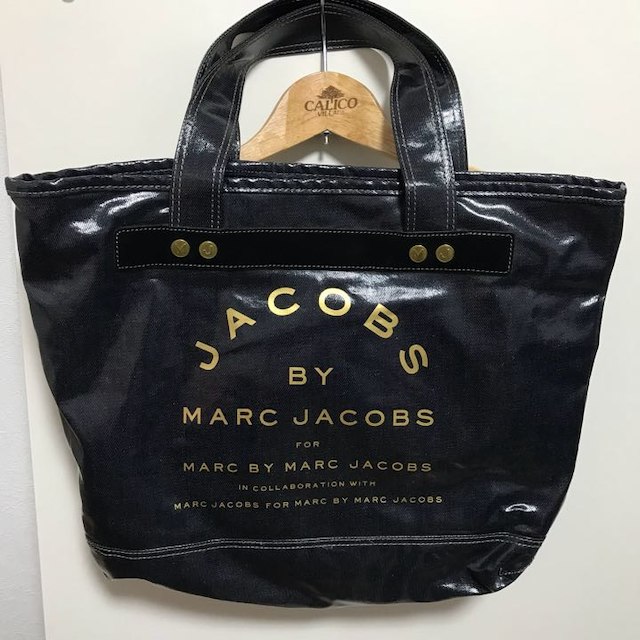 CALICO
VILLAGE
JACOBS
BY
MARC JACOBS
FOR
MARC BY MARC JACOBS
IN COLLABORATION WITH
MARC JACOBS FOR MARC BY MARC JACOBS